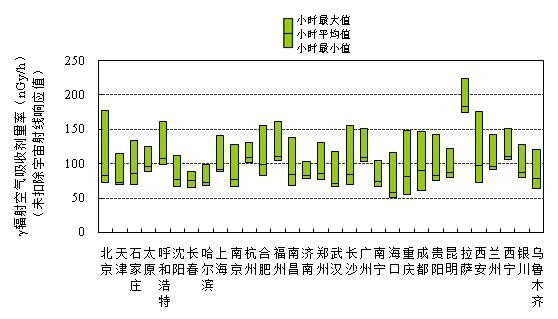 小时最大值
小时平均值
小时最小值
γ辐射空气吸收剂量率（nGy/h）
（未扣除宇宙射线响应值）
250
200
150
100
50
0
北京
天津
石家庄
太原
呼和浩特
沈阳
长春
哈尔滨
上海
南京
杭州
合肥
福州
南昌
济南
郑州
武汉
长沙
广州
南宁
海口
重庆
成都
贵阳
昆明
拉萨
西安
兰州
西宁
银川
乌鲁木齐